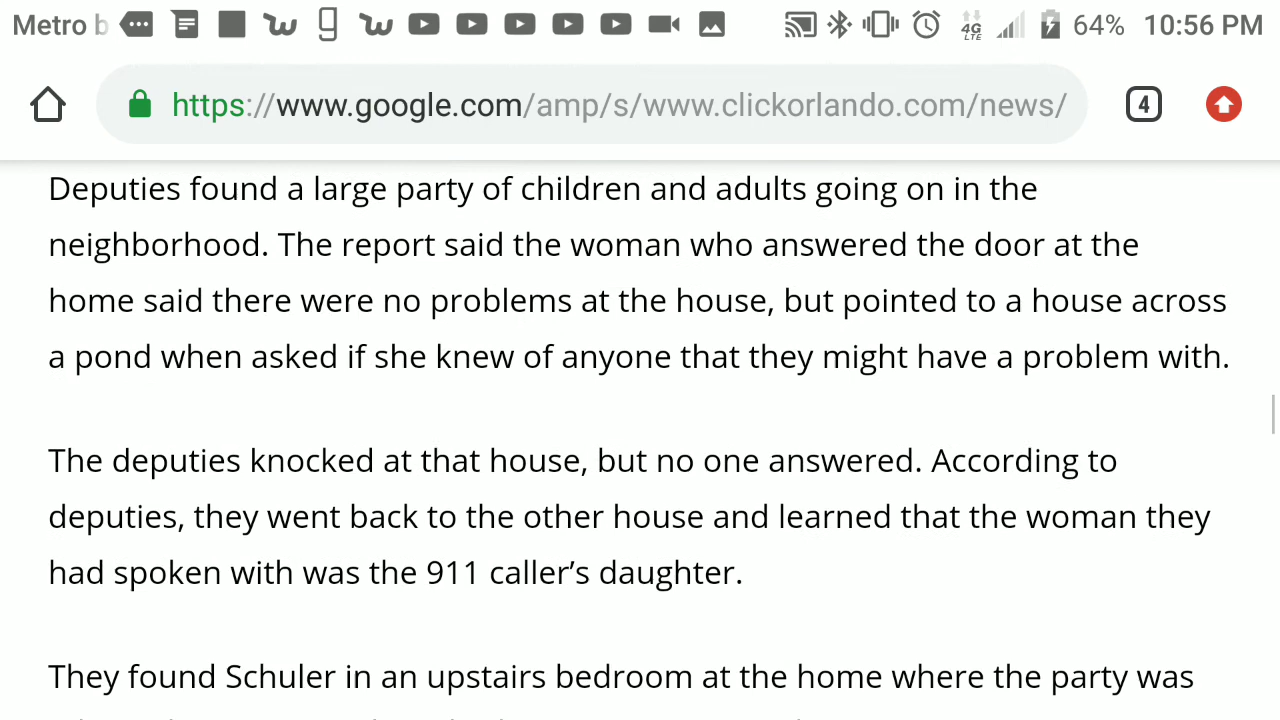 Metro 64% 10:56 PM
https://www.google.com/amp/s/www.clickorlando.com/news/ 4
Deputies found a large party of children and adults going on in the
neighborhood. The report said the woman who answered the door at the
home said there were no problems at the house, but pointed to a house across
a pond when asked if she knew of anyone that they might have a problem with.
The deputies knocked at that house, but no one answered. According to
deputies, they went back to the other house and learned that the woman they
had spoken with was the 911 caller’s daughter.
They found Schuler in an upstairs bedroom at the home where the party was